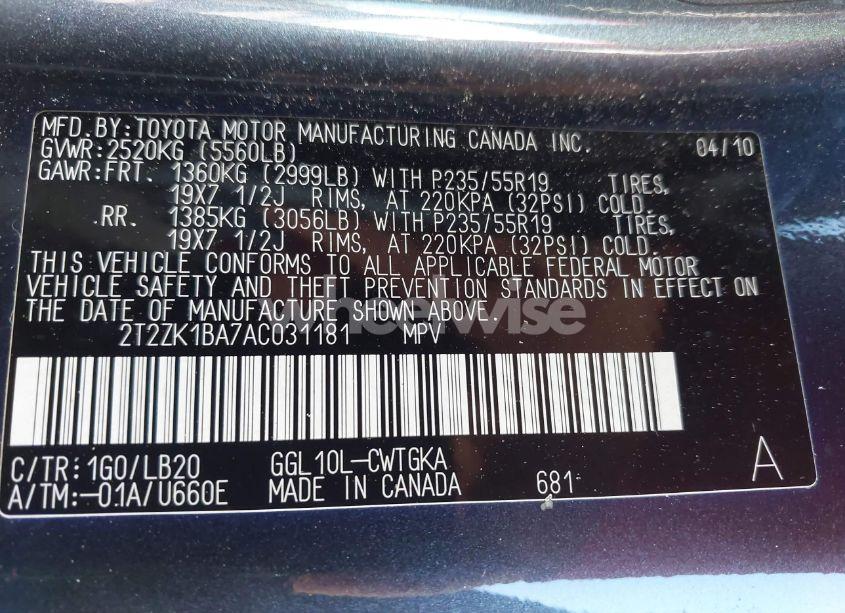 MFD.BY:TOYOTA MOTOR MANUFACTURING CANADA INC. 04/10
GVWR:2520KG (5560LB)
GAWR:FRT. 1360KG (2999LB) WITH P235/55R19 TIRES,
19X7 1/2J RIMS, AT 220KPA (32PSI) COLD.
.RR. 1385KG (3056LB) WITH P235/55R19 TIRES,
19X7 1/2J RIMS, AT 220KPA (32PSI) COLD.
THIS VEHICLE CONFORMS TO ALL APPLICABLE FEDERAL MOTOR
VEHICLE SAFETY AND THEFT PREVENTION STANDARDS IN EFFECT ON
THE DATE OF MANUFACTURE SHOWN ABOVE.
wheelwise
2T2ZK1BA7AC031181 MPV
C/TR:1G0/LB20 GGL10L-CWTGKA A
A/TM:-01A/U660E MADE IN CANADA 681